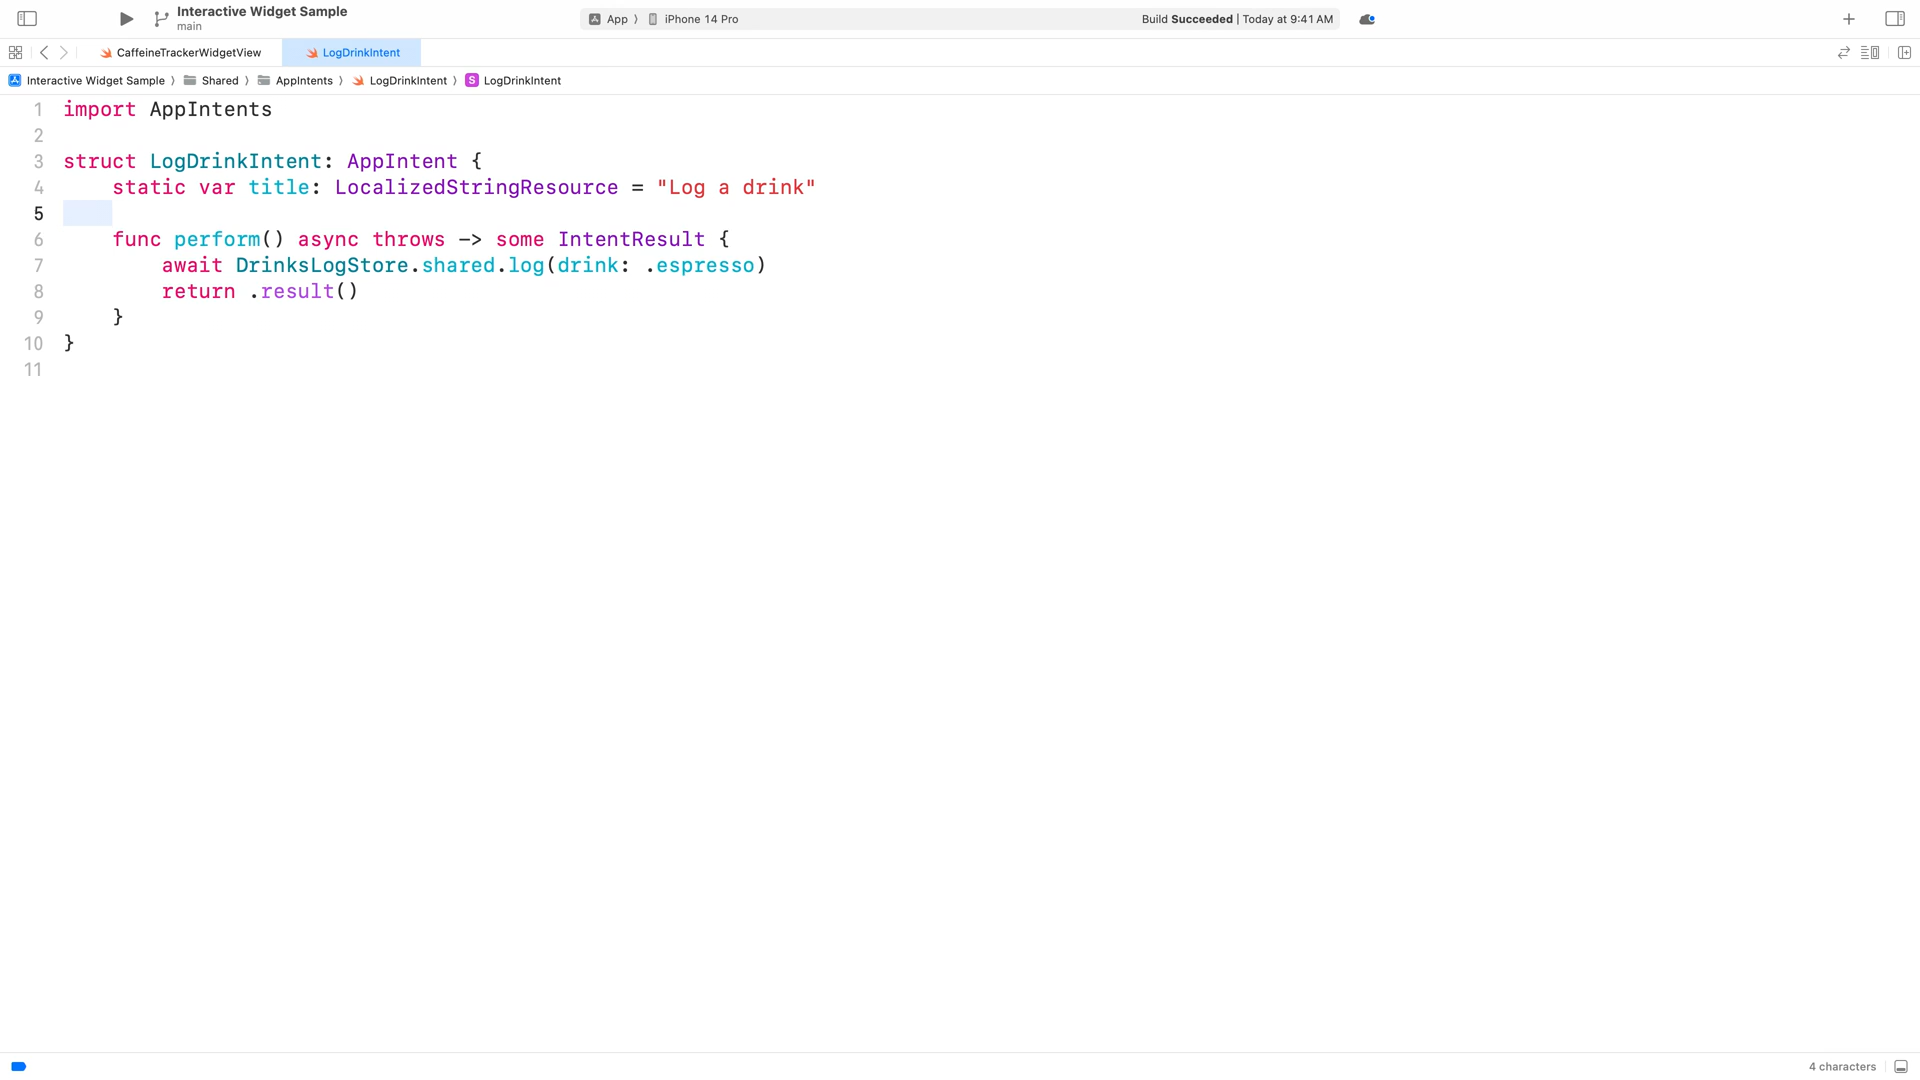 Interactive Widget Sample
main
App 〉 iPhone 14 Pro
Build Succeeded | Today at 9:41 AM
CaffeineTrackerWidgetView
LogDrinkIntent
Interactive Widget Sample 〉 Shared 〉 AppIntents 〉 LogDrinkIntent 〉 S LogDrinkIntent
1 import AppIntents
2
3 struct LogDrinkIntent: AppIntent {
4     static var title: LocalizedStringResource = "Log a drink"
5
6     func perform() async throws -> some IntentResult {
7         await DrinksLogStore.shared.log(drink: .espresso)
8         return .result()
9     }
10 }
11
4 characters